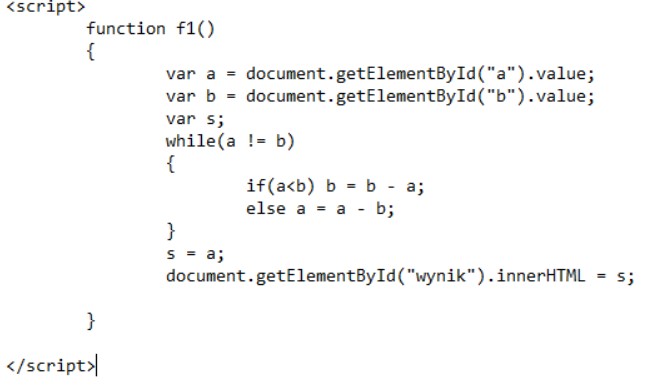 <script>
function f1()
{
var a = document.getElementById("a").value;
var b = document.getElementById("b").value;
var s;
while(a != b)
{
if(a<b) b = b - a;
else a = a - b;
}
s = a;
document.getElementById("wynik").innerHTML = s;
}
</script>